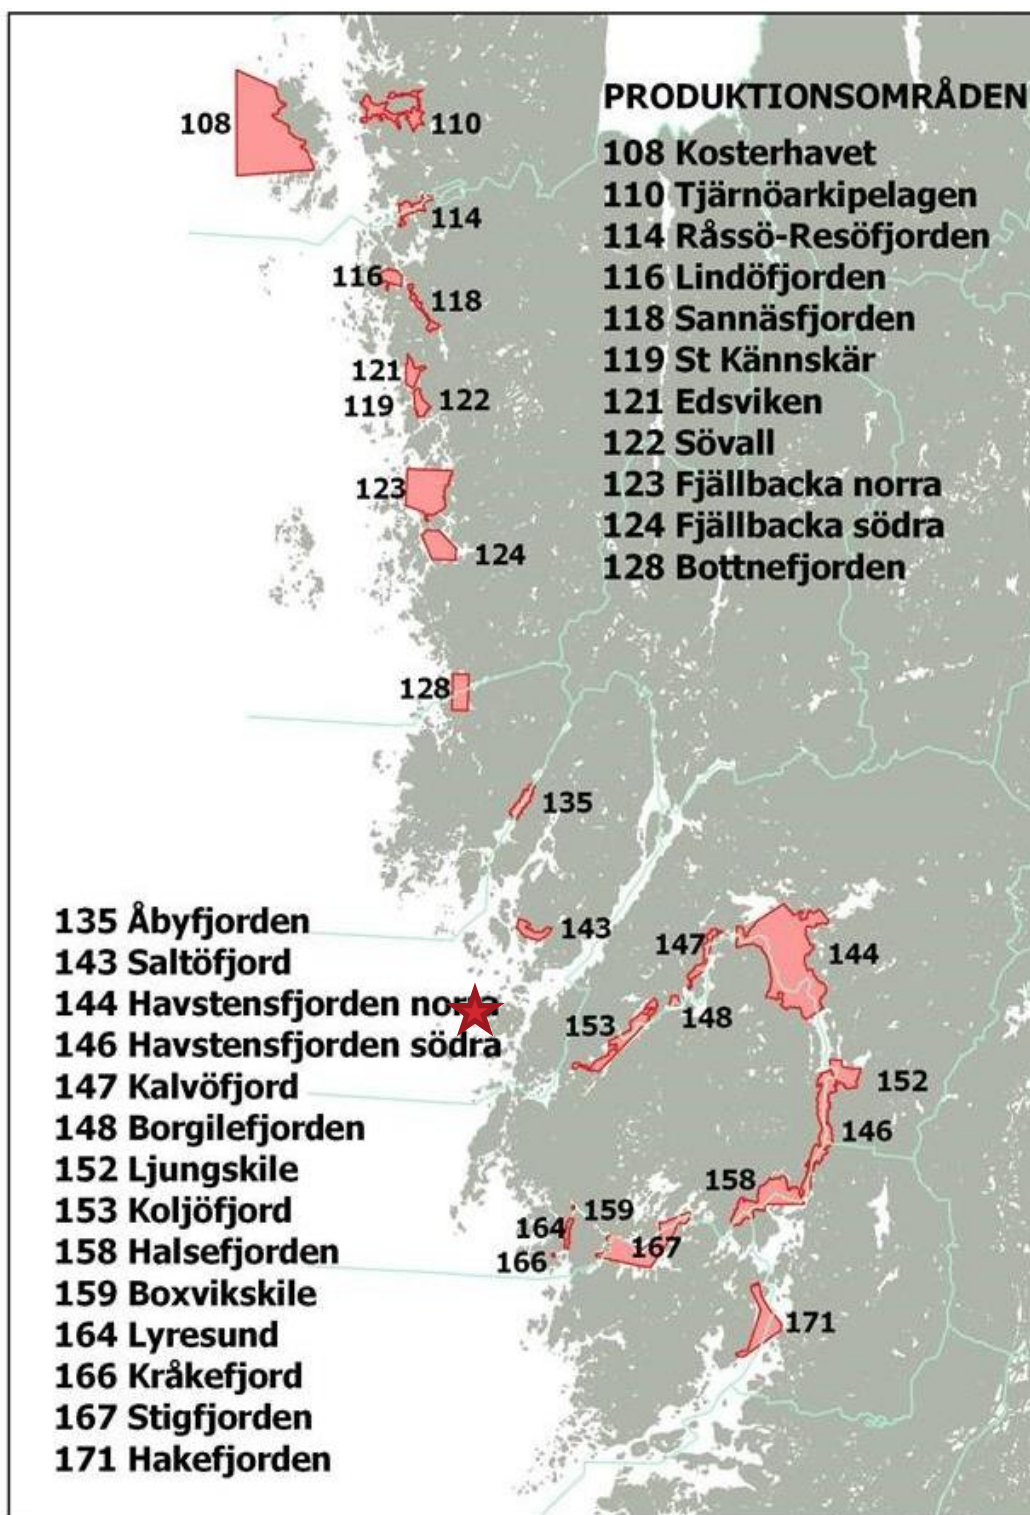 PRODUKTIONSOMRÅDEN
108 Kosterhavet
110 Tjärnöarkipelagen
114 Råssö-Resöfjorden
116 Lindöfjorden
118 Sannäsfjorden
119 St Kännskär
121 Edsviken
122 Sövall
123 Fjällbacka norra
124 Fjällbacka södra
128 Bottnefjorden
108
110
114
116
118
121
119
122
123
124
128
135
143
147
144
148
153
152
146
158
159
164
167
166
171
135 Åbyfjorden
143 Saltöfjord
144 Havstensfjorden norra
146 Havstensfjorden södra
147 Kalvöfjord
148 Borgilefjorden
152 Ljungskile
153 Koljöfjord
158 Halsefjorden
159 Boxvikskile
164 Lyresund
166 Kråkefjord
167 Stigfjorden
171 Hakefjorden